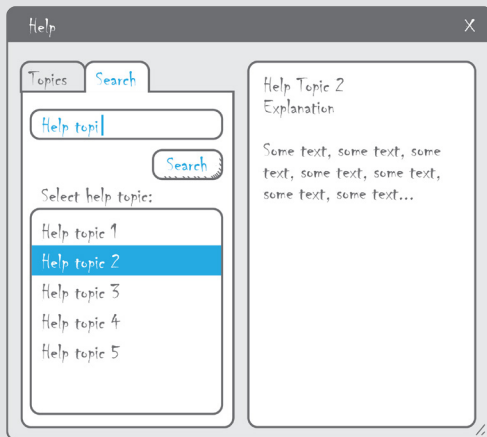 Help
X
Topics
Search
Help topi
Search
Select help topic:
Help topic 1
Help topic 2
Help topic 3
Help topic 4
Help topic 5
Help Topic 2
Explanation
Some text, some text, some
text, some text, some text,
some text, some text...